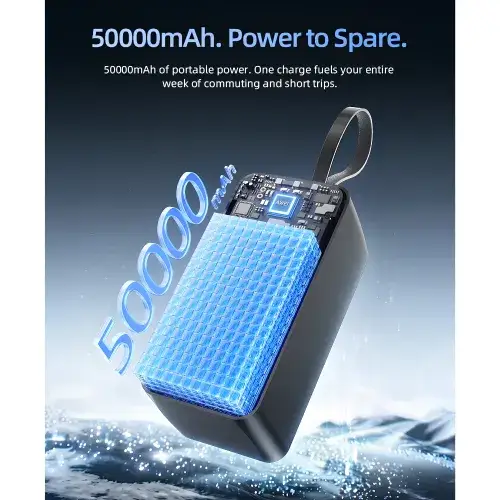 50000mAh. Power to Spare.
50000mAh of portable power. One charge fuels your entire
week of commuting and short trips.
50000mAh